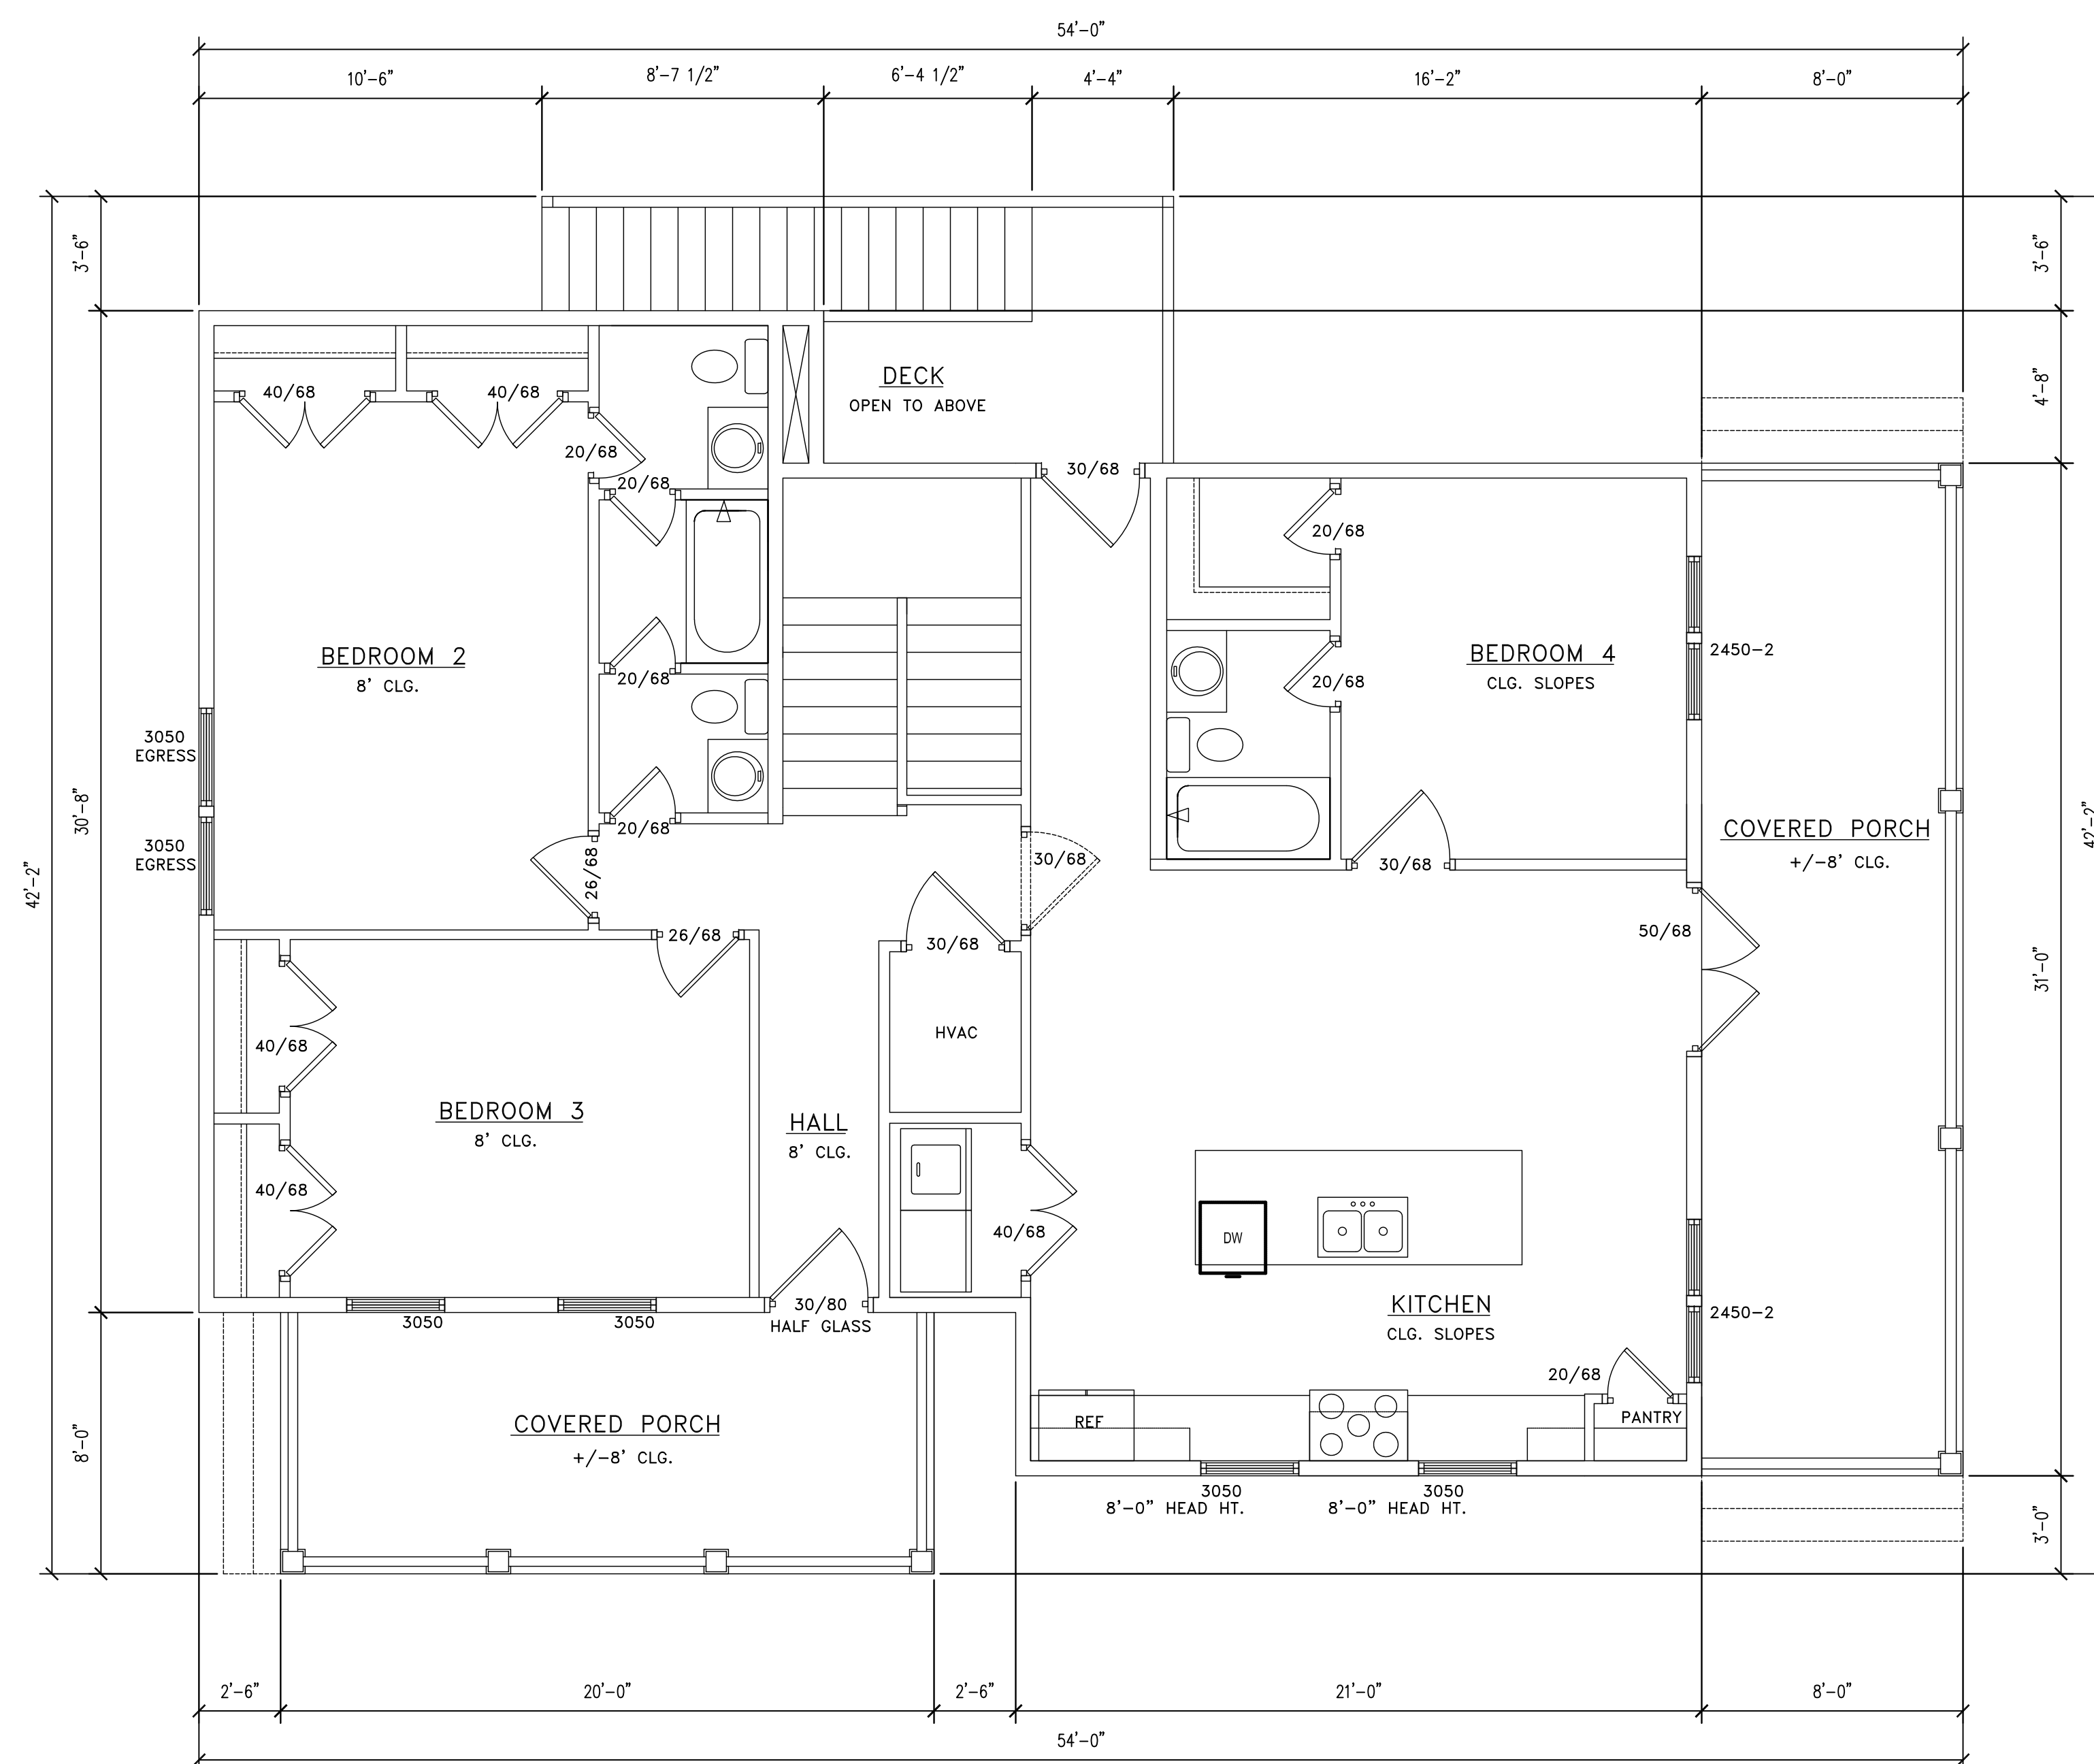 54'-0"
10'-6"
8'-7 1/2"
6'-4 1/2"
4'-4"
16'-2"
8'-0"
3'-6"
3'-6"
DECK
OPEN TO ABOVE
4'-8"
40/68
40/68
20/68
20/68
30/68
20/68
BEDROOM 2
8' CLG.
20/68
BEDROOM 4
CLG. SLOPES
20/68
2450-2
3050
EGRESS
3050
EGRESS
30'-8"
42'-2"
20/68
26/68
30/68
30/68
COVERED PORCH
+/-8' CLG.
42'-2"
26/68
30/68
50/68
31'-0"
HVAC
40/68
BEDROOM 3
8' CLG.
HALL
8' CLG.
40/68
40/68
DW
30/80
HALF GLASS
3050
3050
KITCHEN
CLG. SLOPES
2450-2
20/68
PANTRY
REF
COVERED PORCH
+/-8' CLG.
8'-0"
3050
8'-0" HEAD HT.
3050
8'-0" HEAD HT.
3'-0"
2'-6"
20'-0"
2'-6"
21'-0"
8'-0"
54'-0"